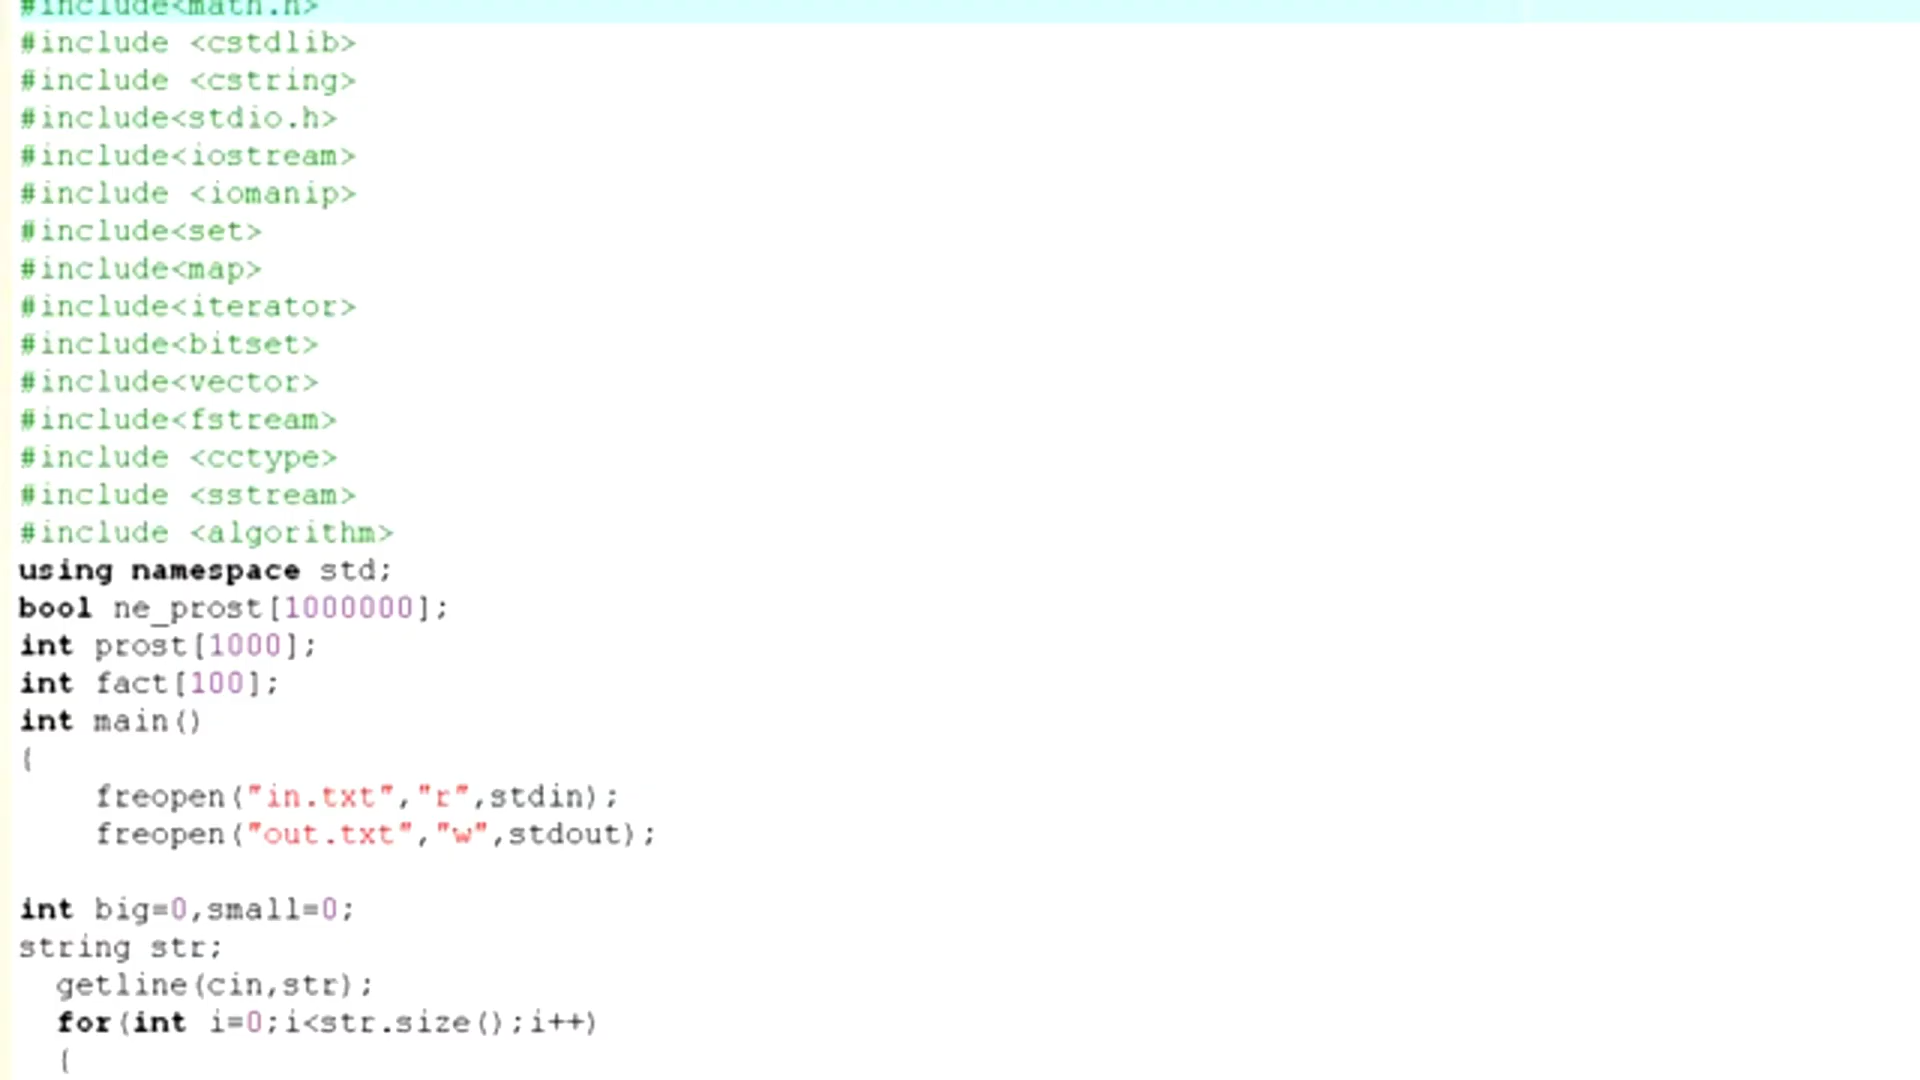 #include<math.h>
#include <cstdlib>
#include <cstring>
#include<stdio.h>
#include<iostream>
#include <iomanip>
#include<set>
#include<map>
#include<iterator>
#include<bitset>
#include<vector>
#include<fstream>
#include <cctype>
#include <sstream>
#include <algorithm>
using namespace std;
bool ne_prost[1000000];
int prost[1000];
int fact[100];
int main()
{
    freopen("in.txt","r",stdin);
    freopen("out.txt","w",stdout);

int big=0,small=0;
string str;
  getline(cin,str);
  for(int i=0;i<str.size();i++)
  {